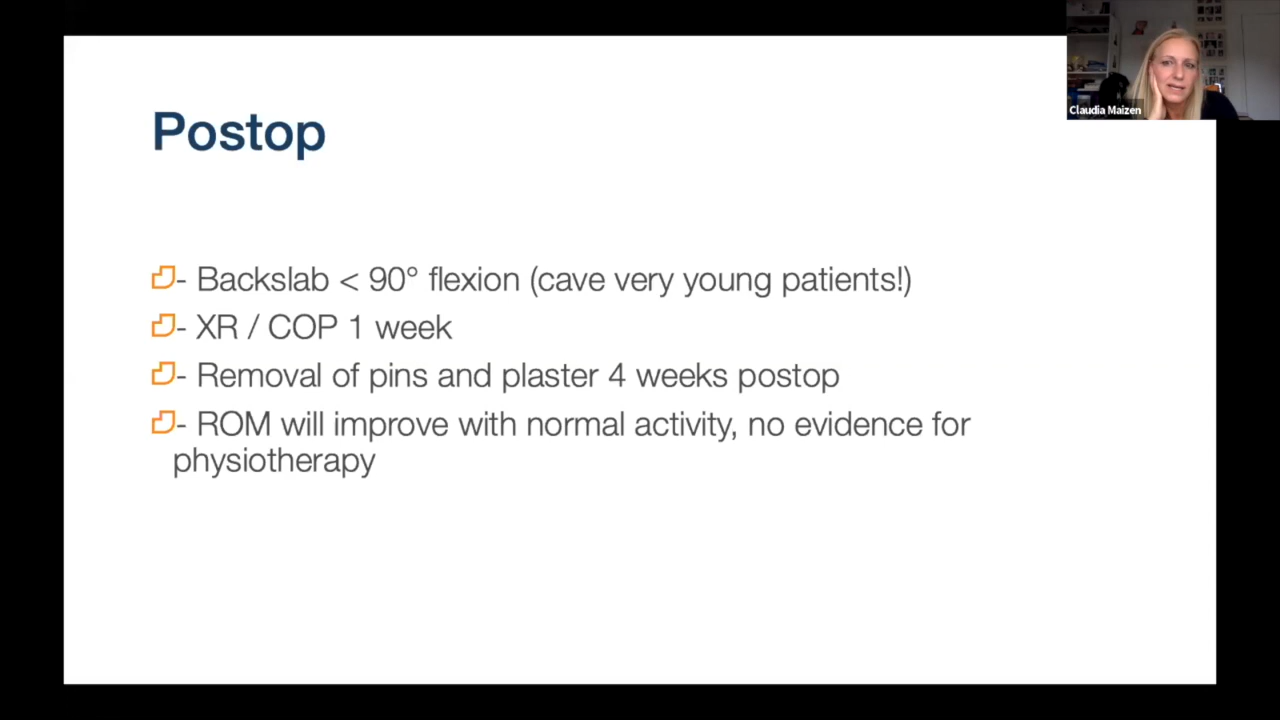 Claudia Maizen
Postop
- Backslab < 90° flexion (cave very young patients!)
- XR / COP 1 week
- Removal of pins and plaster 4 weeks postop
- ROM will improve with normal activity, no evidence for
physiotherapy